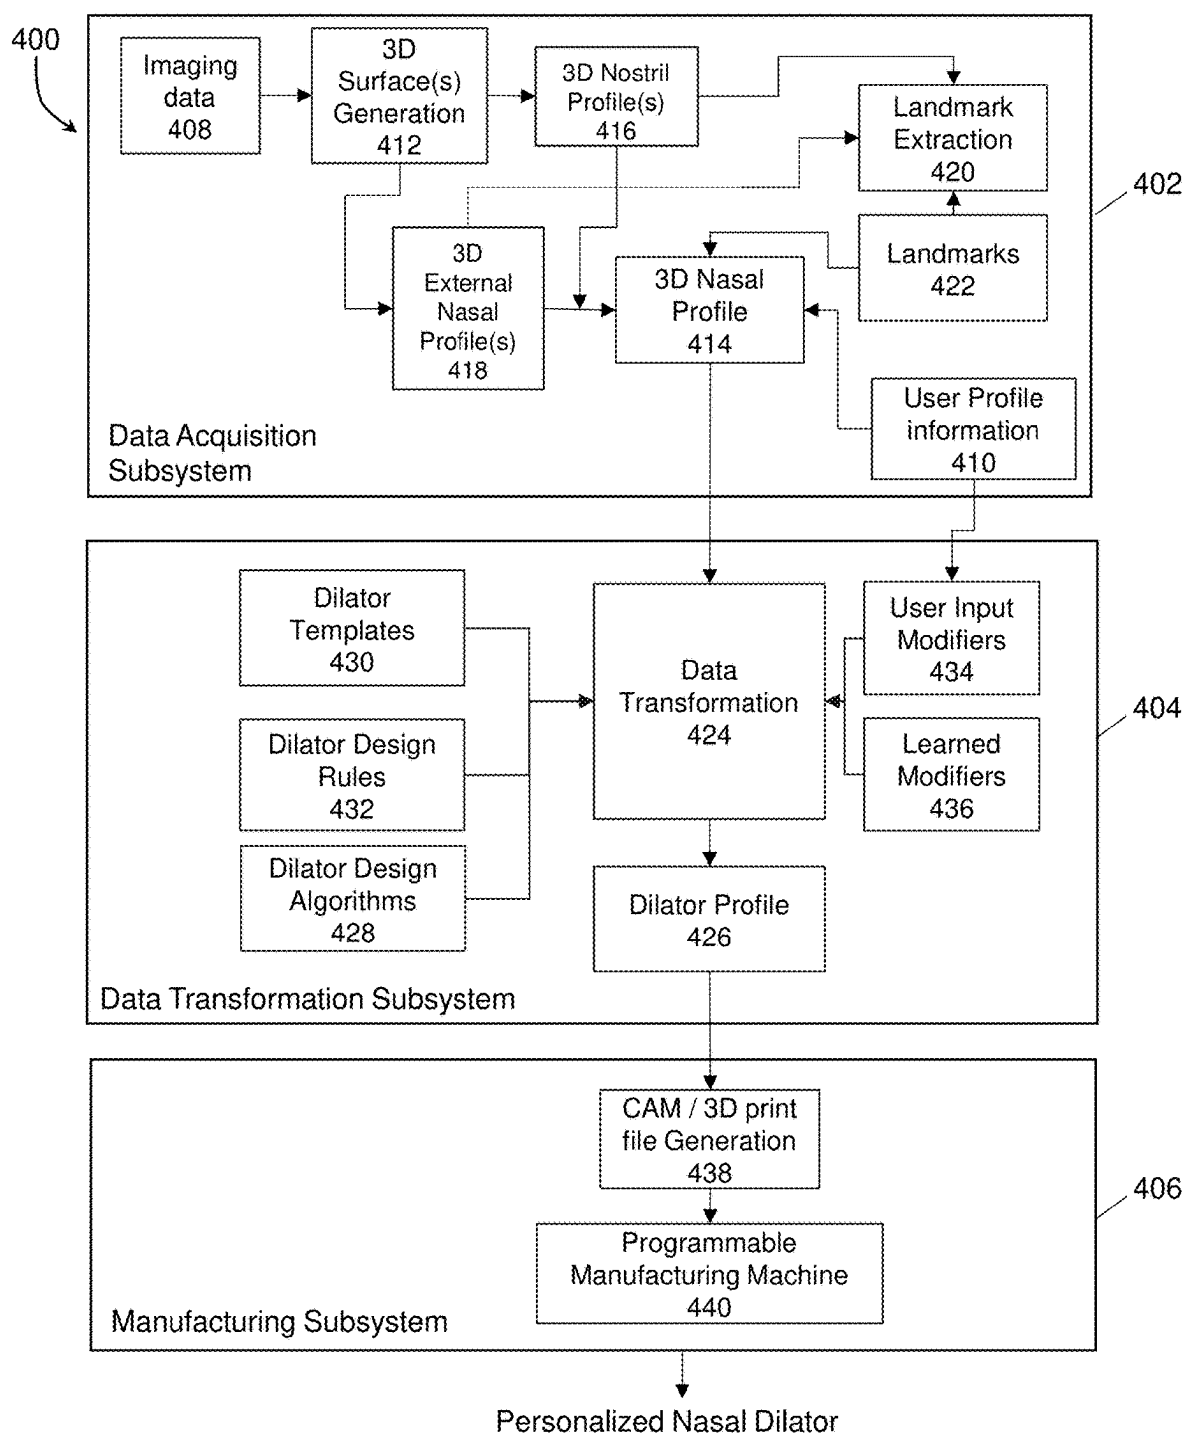 400
Imaging
data
408
3D
Surface(s)
Generation
412
3D Nostril
Profile(s)
416
Landmark
Extraction
420
402
3D
External
Nasal
Profile(s)
418
3D Nasal
Profile
414
Landmarks
422
User Profile
information
410
Data Acquisition
Subsystem
Dilator
Templates
430
Data
Transformation
424
User Input
Modifiers
434
404
Dilator Design
Rules
432
Learned
Modifiers
436
Dilator Design
Algorithms
428
Dilator Profile
426
Data Transformation Subsystem
CAM / 3D print
file Generation
438
406
Programmable
Manufacturing Machine
440
Manufacturing Subsystem
Personalized Nasal Dilator